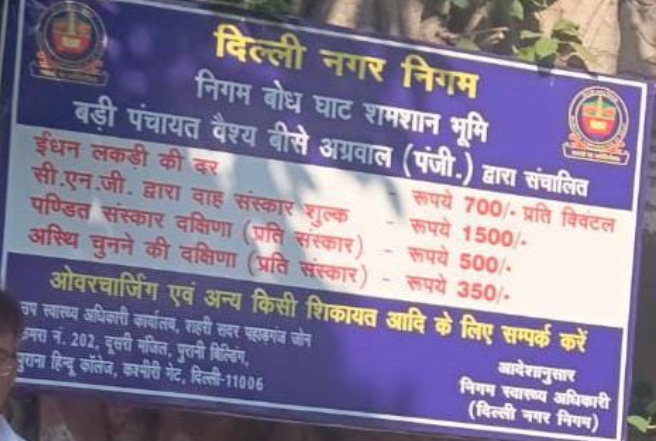 दिल्ली नगर निगम
निगम बोध घाट शमशान भूमि
बड़ी पंचायत वैश्य बीसे अग्रवाल (पंजी.) द्वारा संचालित
ईंधन लकडी की दर - रूपये 700/- प्रति क्विंटल
सी.एन.जी. द्वारा दाह संस्कार शुल्क - रूपये 1500/-
पण्डित संस्कार दक्षिणा (प्रति संस्कार) - रूपये 500/-
अस्थि चुनने की दक्षिणा (प्रति संस्कार) - रूपये 350/-
ओवरचार्जिग एवं अन्य किसी शिकायत आदि के लिए सम्पर्क करें
उप स्वास्थ्य अधिकारी कार्यालय, शहरी सदर पहाड़गंज जोन
कमरा नं. 202, दूसरी मंजिल, पुरानी बिल्डिंग,
पुराना हिन्दू कॉलेज, कश्मीरी गेट, दिल्ली-11006
आदेशानुसार
निगम स्वास्थ्य अधिकारी
(दिल्ली नगर निगम)